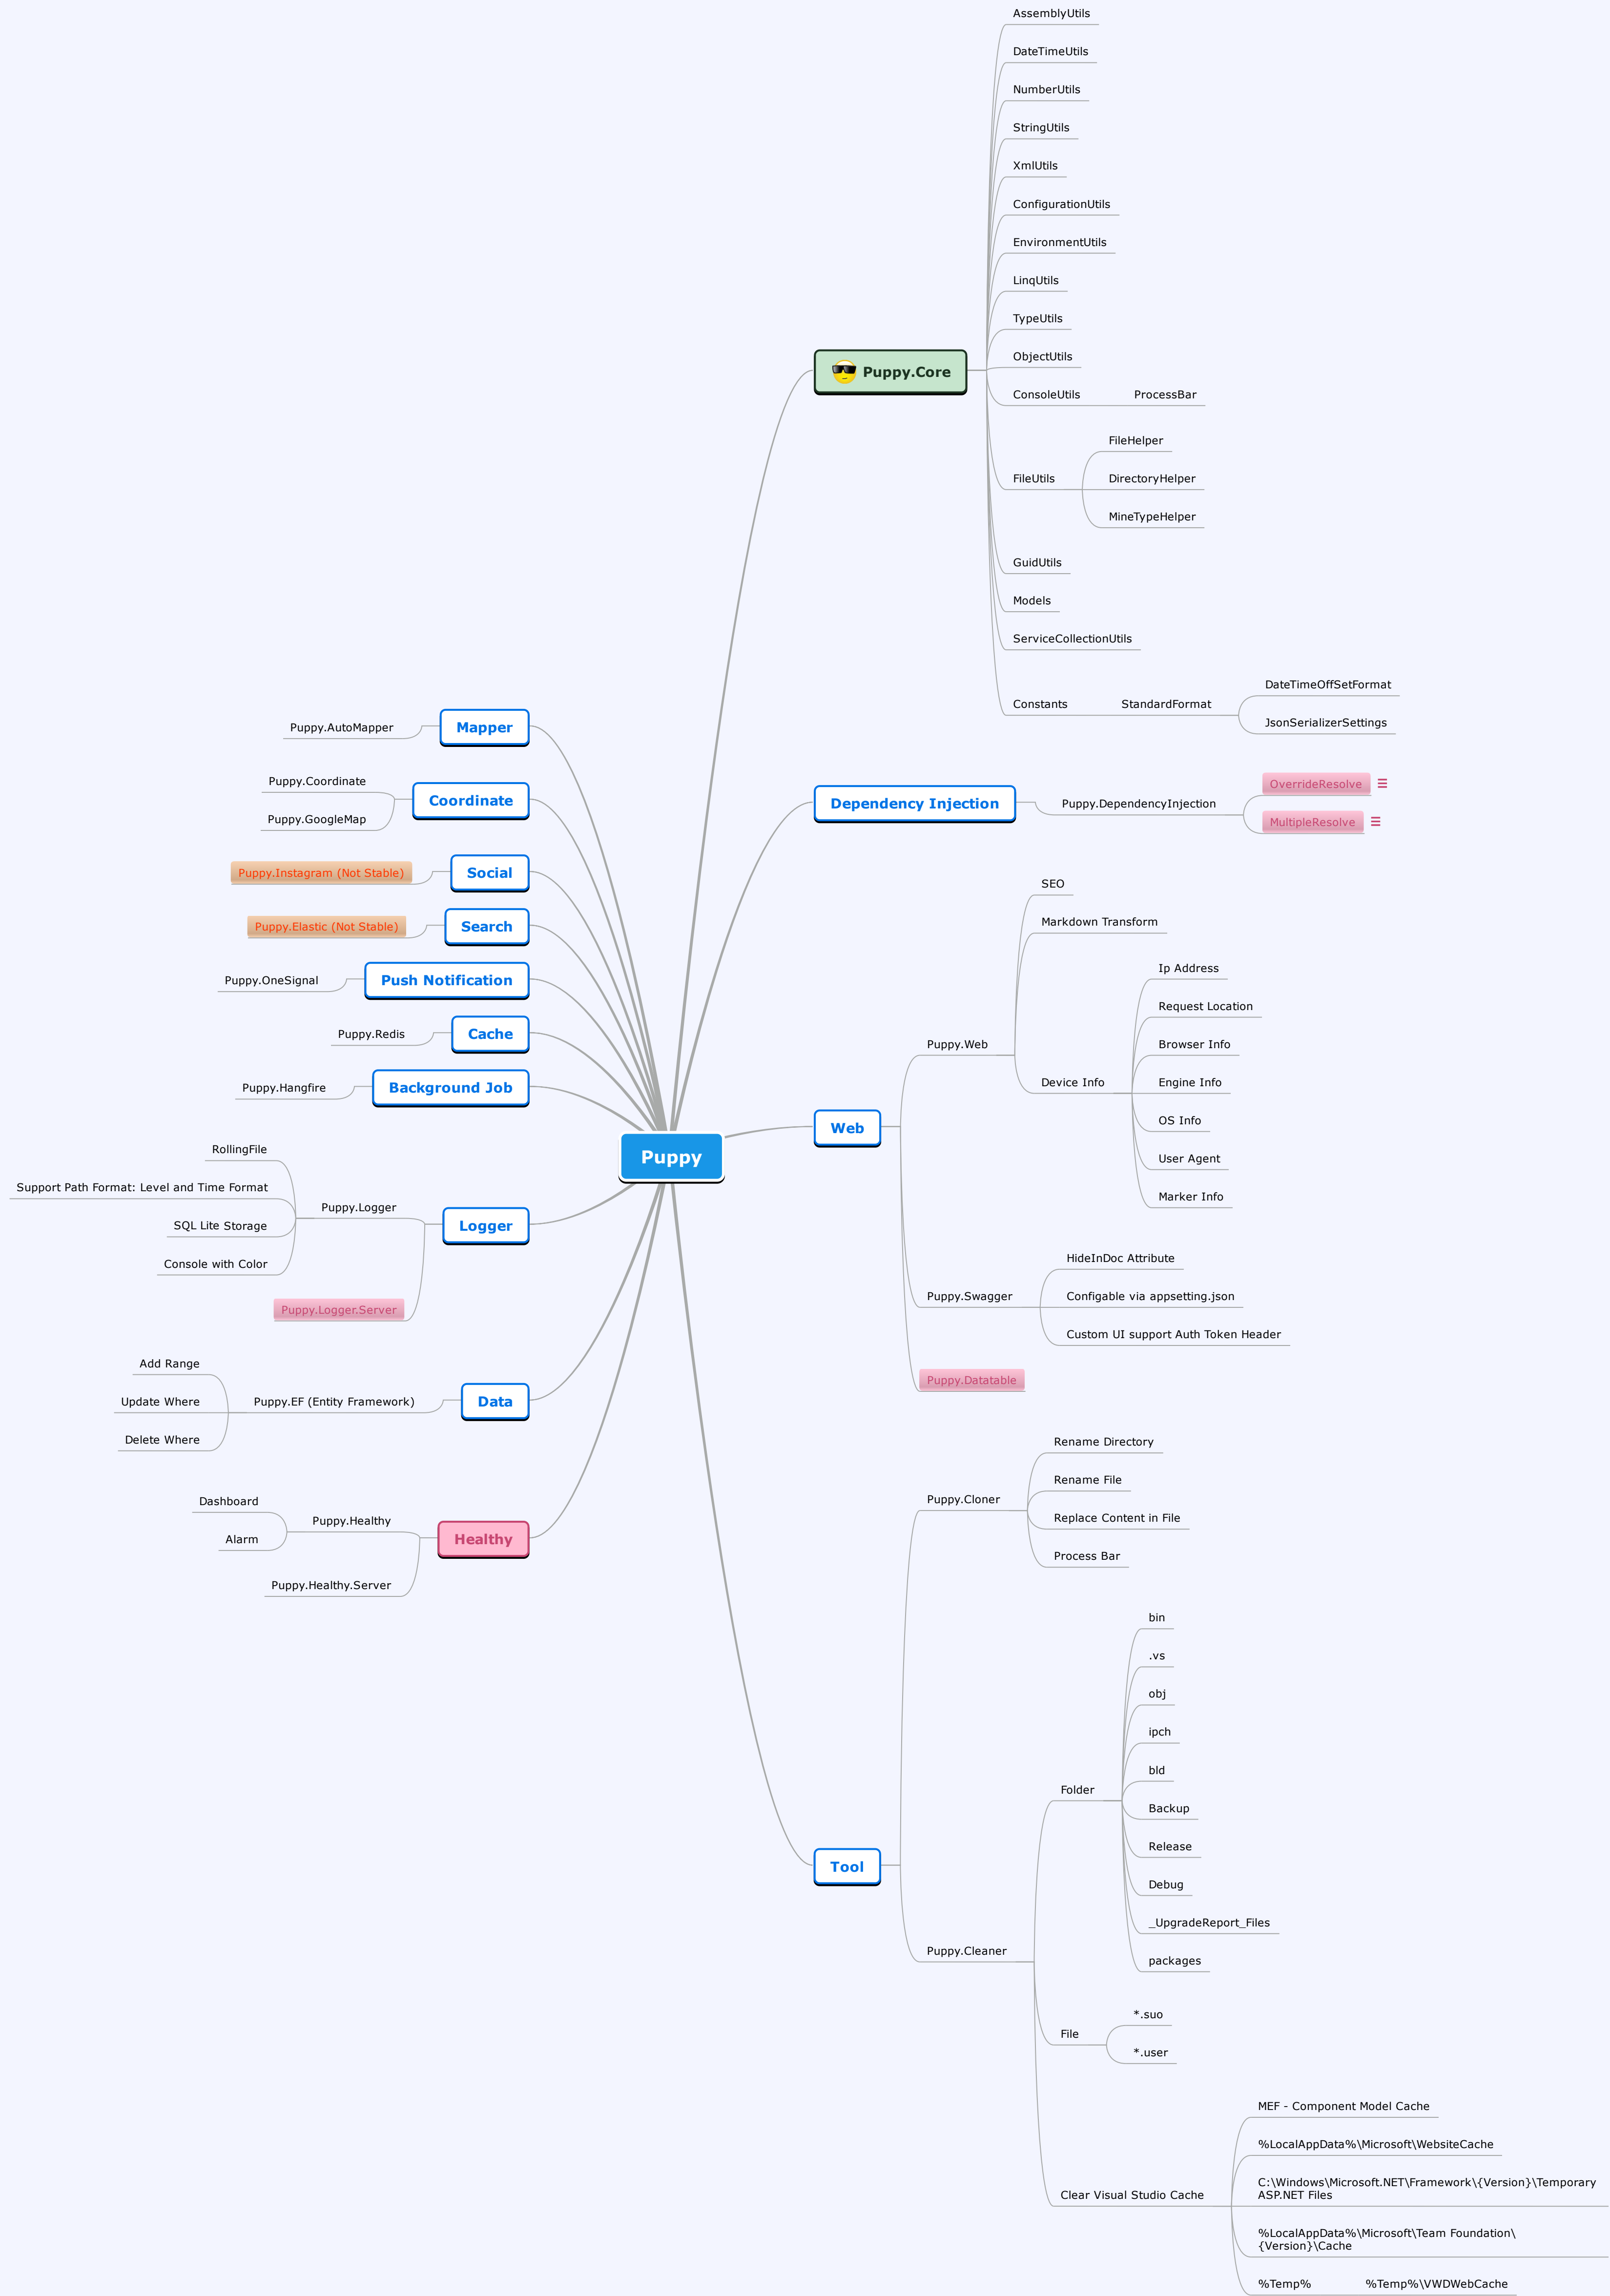 Puppy
Puppy.Core
AssemblyUtils
DateTimeUtils
NumberUtils
StringUtils
XmlUtils
ConfigurationUtils
EnvironmentUtils
LinqUtils
TypeUtils
ObjectUtils
ConsoleUtils
ProcessBar
FileUtils
FileHelper
DirectoryHelper
MineTypeHelper
GuidUtils
Models
ServiceCollectionUtils
Constants
StandardFormat
DateTimeOffSetFormat
JsonSerializerSettings
Dependency Injection
Puppy.DependencyInjection
OverrideResolve
MultipleResolve
Web
Puppy.Web
SEO
Markdown Transform
Device Info
Ip Address
Request Location
Browser Info
Engine Info
OS Info
User Agent
Marker Info
Puppy.Swagger
HideInDoc Attribute
Configable via appsetting.json
Custom UI support Auth Token Header
Puppy.Datatable
Tool
Puppy.Cloner
Rename Directory
Rename File
Replace Content in File
Process Bar
Puppy.Cleaner
Folder
bin
.vs
obj
ipch
bld
Backup
Release
Debug
_UpgradeReport_Files
packages
File
*.suo
*.user
Clear Visual Studio Cache
MEF - Component Model Cache
%LocalAppData%\Microsoft\WebsiteCache
C:\Windows\Microsoft.NET\Framework\{Version}\Temporary
ASP.NET Files
%LocalAppData%\Microsoft\Team Foundation\
{Version}\Cache
%Temp% %Temp%\VWDWebCache
Mapper
Puppy.AutoMapper
Coordinate
Puppy.Coordinate
Puppy.GoogleMap
Social
Puppy.Instagram (Not Stable)
Search
Puppy.Elastic (Not Stable)
Push Notification
Puppy.OneSignal
Cache
Puppy.Redis
Background Job
Puppy.Hangfire
Logger
Puppy.Logger
RollingFile
Support Path Format: Level and Time Format
SQL Lite Storage
Console with Color
Puppy.Logger.Server
Data
Puppy.EF (Entity Framework)
Add Range
Update Where
Delete Where
Healthy
Puppy.Healthy
Dashboard
Alarm
Puppy.Healthy.Server